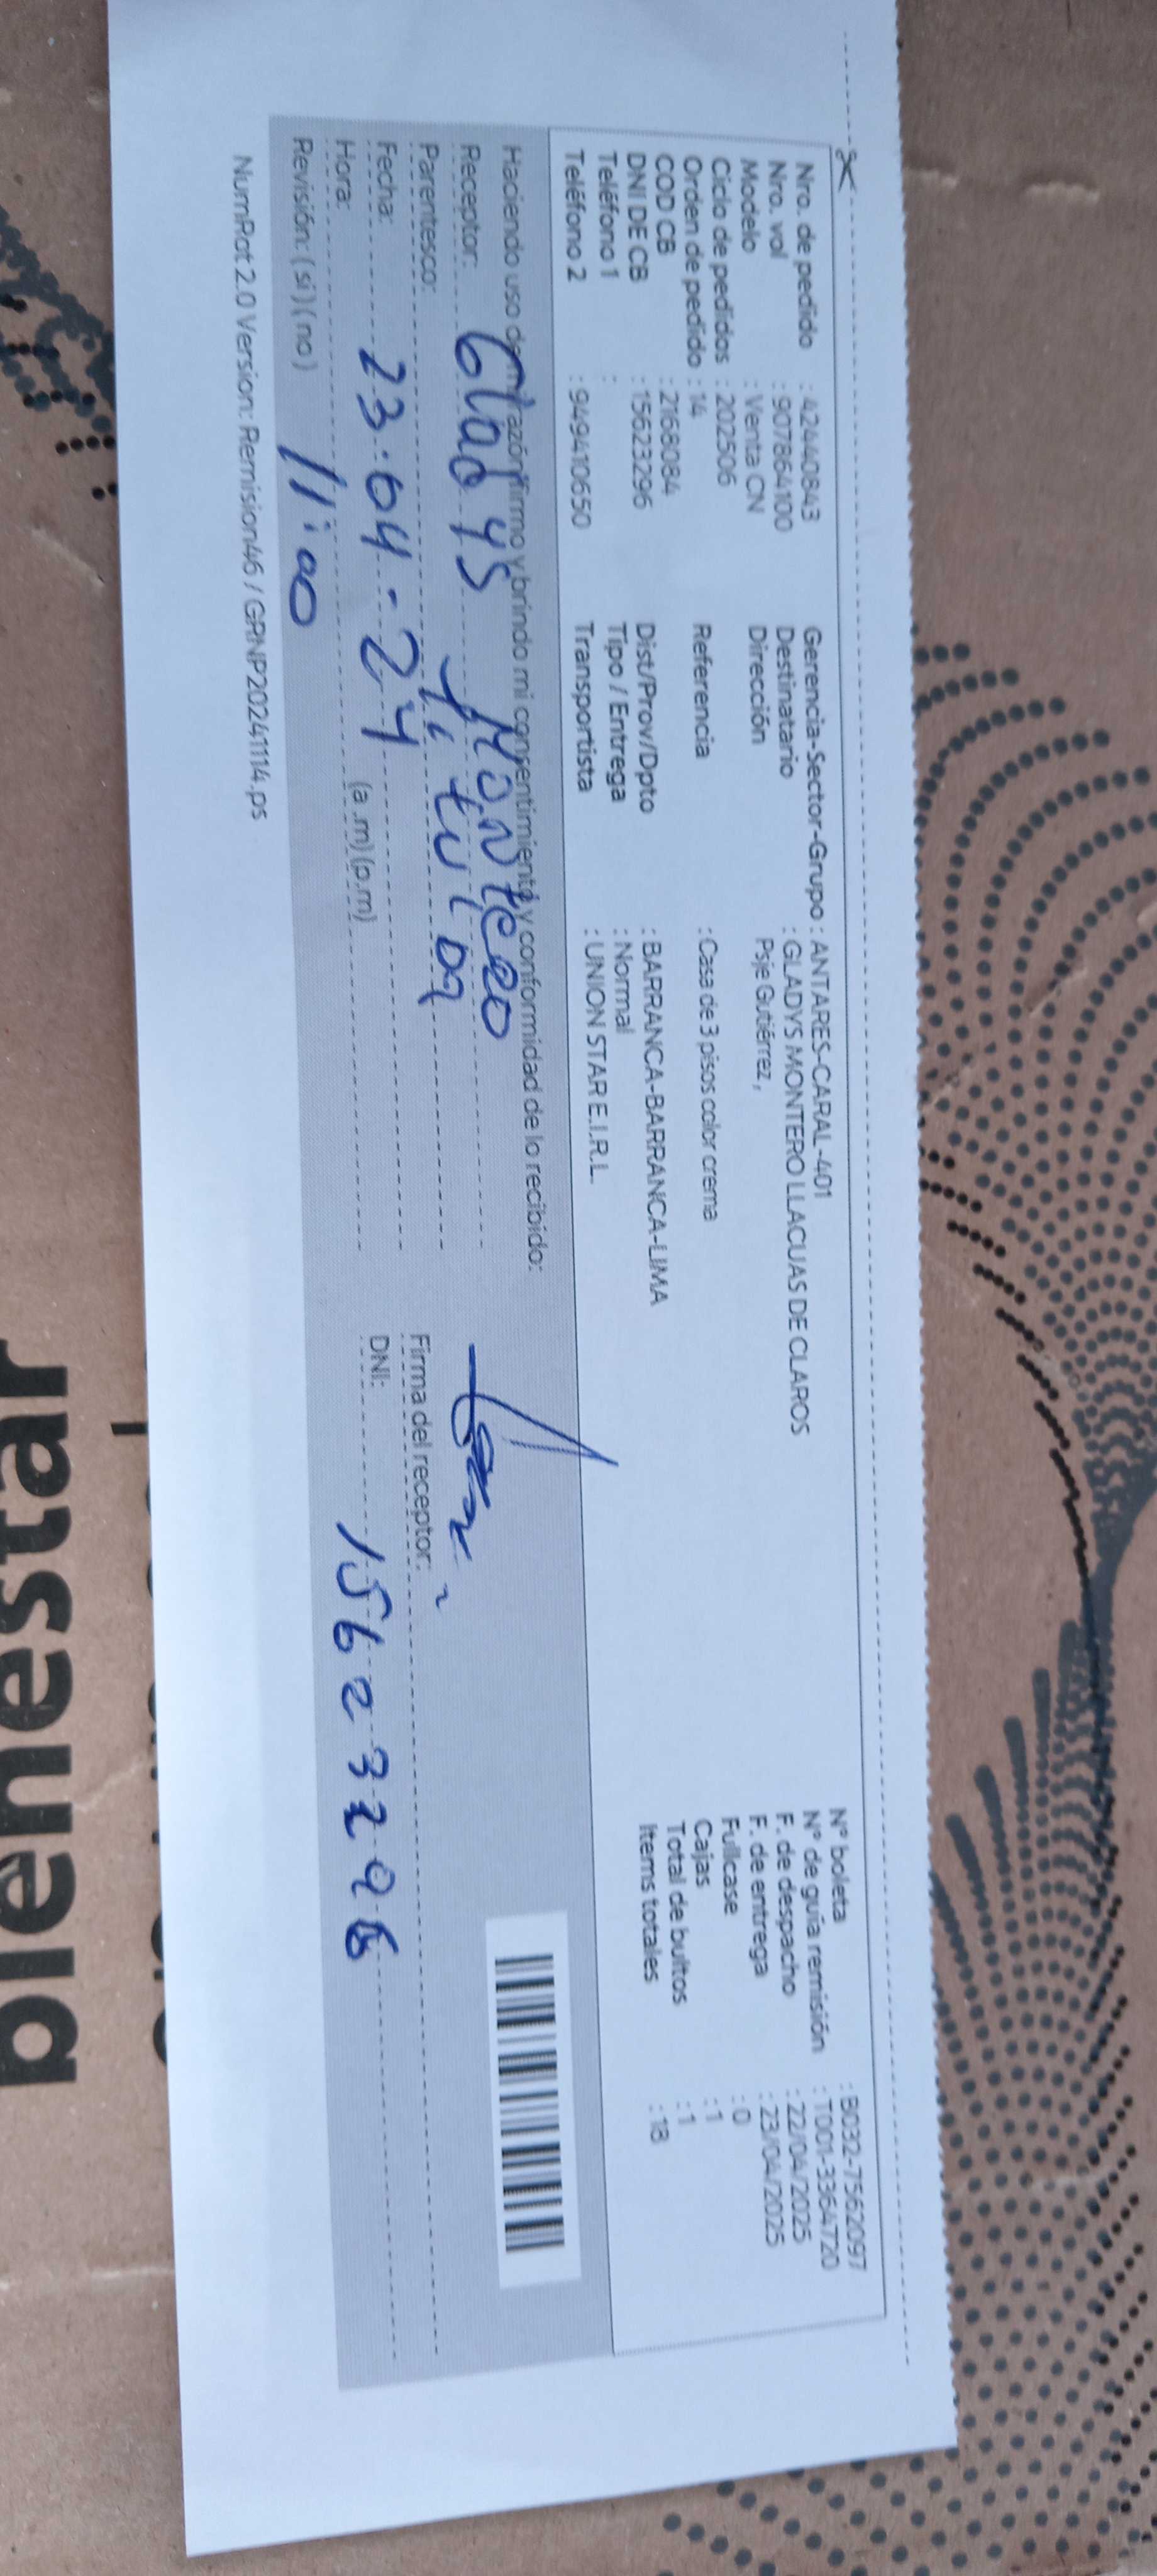 Nro. de pedido : 424440843
Nro. vol : 907864100
Modelo : Venta CN
Ciclo de pedidos : 202506
Orden de pedido : 14
COD CB : 2168084
DNI DE CB : 15623296
Teléfono 1 :
Teléfono 2 : 949410650
Gerencia-Sector-Grupo : ANTARES-CARAL-401
Destinatario : GLADYS MONTERO LLACUAS DE CLAROS
Dirección Psje Gutiérrez ,
Referencia : Casa de 3 pisos color crema
Dist/Prov/Dpto : BARRANCA-BARRANCA-LIMA
Tipo / Entrega : Normal
Transportista : UNION STAR E.I.R.L.
N° boleta : B032-7562097
N° de guía remisión : T001-3364720
F. de despacho : 22/04/2025
F. de entrega : 23/04/2025
Fullcase : 0
Cajas : 1
Total de bultos : 1
Items totales : 18
Haciendo uso de mi razón firmo y brindo mi consentimiento y conformidad de lo recibido:
Receptor: Gladys Montero
Parentesco: Titular
Fecha: 23.04-24
Hora: (a.m) (p.m)
Revisión: ( si ) ( no ) 11:00
Firma del receptor:
DNI: 15623296
NumRot 2.0 Version: Remision46 / GRNP20241114.ps
bienestar